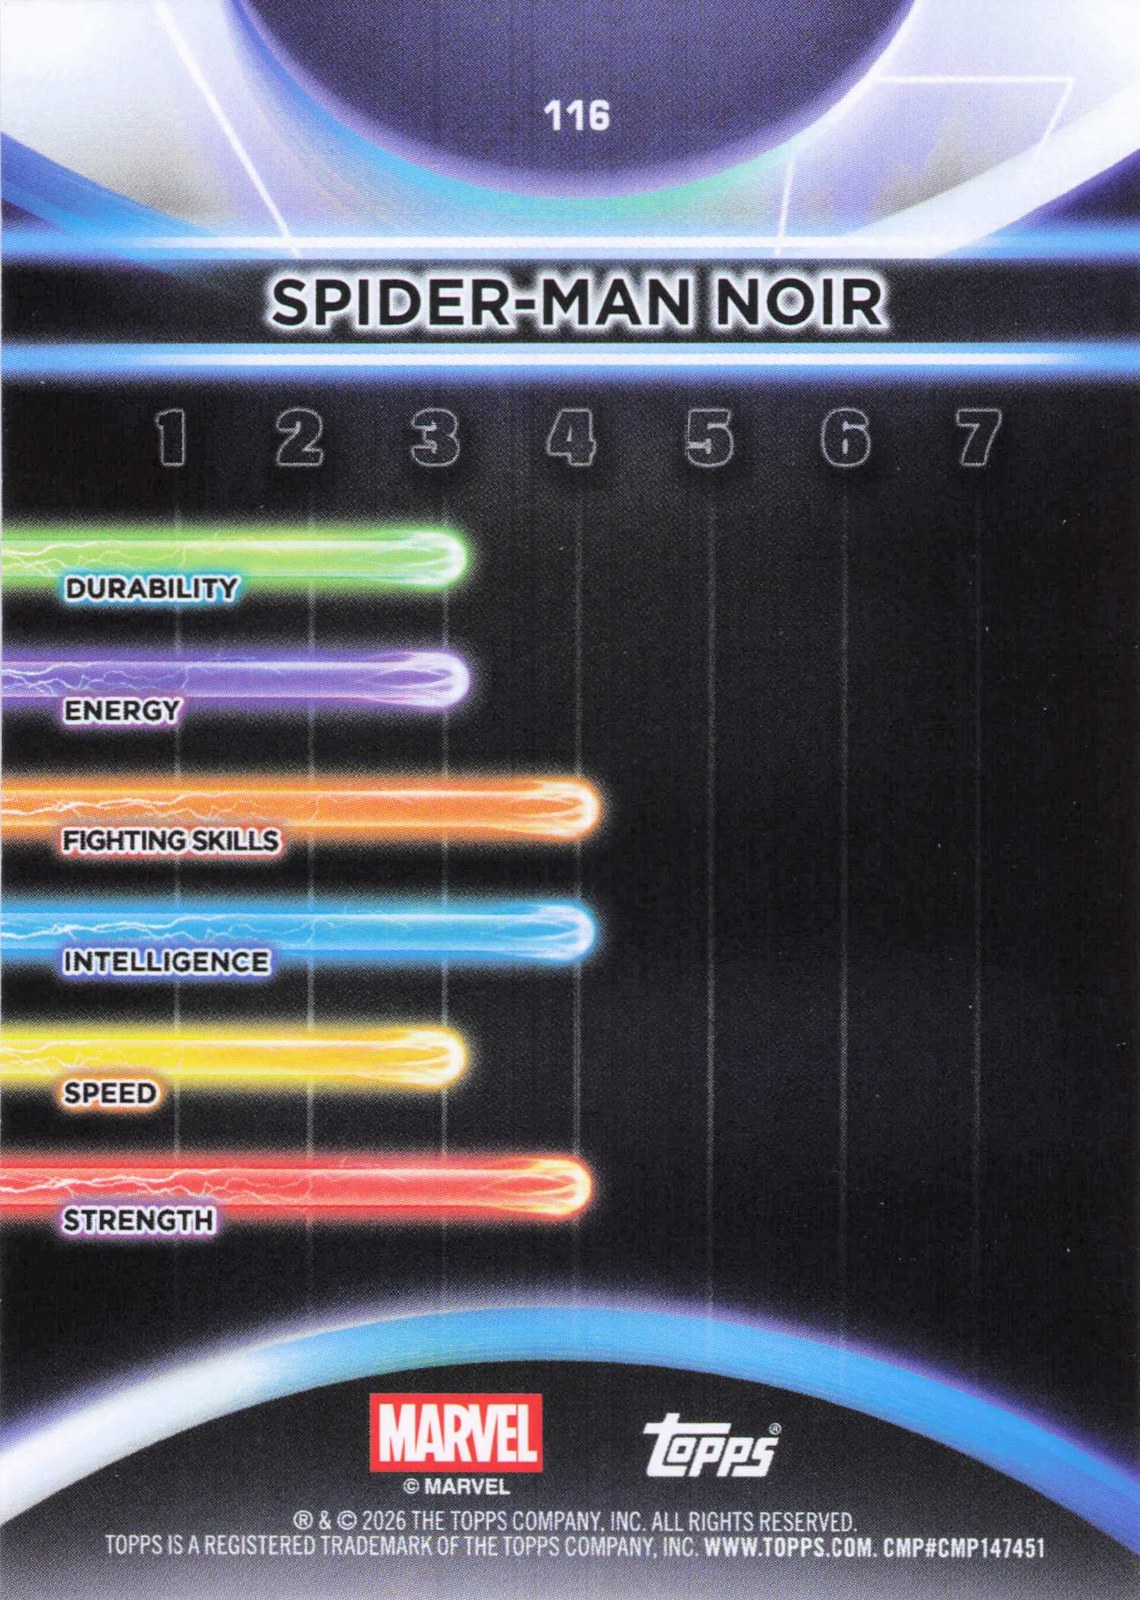 116
SPIDER-MAN NOIR
1 2 3 4 5 6 7
DURABILITY
ENERGY
FIGHTING SKILLS
INTELLIGENCE
SPEED
STRENGTH
MARVEL
© MARVEL
TOPPS®
® & © 2026 THE TOPPS COMPANY, INC. ALL RIGHTS RESERVED.
TOPPS IS A REGISTERED TRADEMARK OF THE TOPPS COMPANY, INC. WWW.TOPPS.COM. CMP#CMP147451